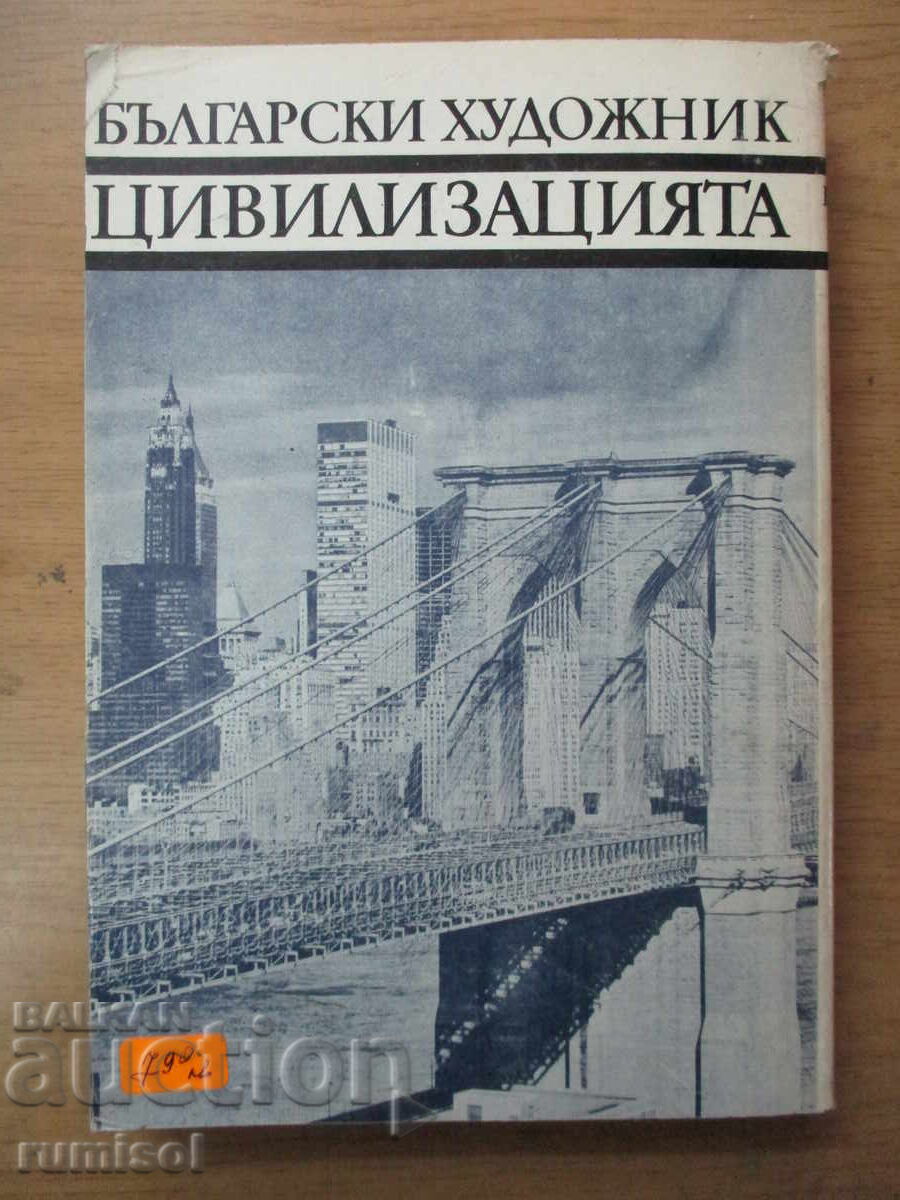 БЪЛГАРСКИ ХУДОЖНИК
ЦИВИЛИЗАЦИЯТА
BALKAN
auction
rumisol